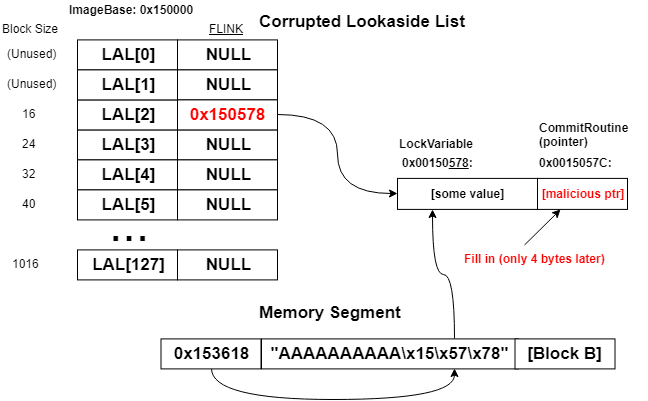 ImageBase: 0x150000
Corrupted Lookaside List
Block Size
FLINK
(Unused) LAL[0] NULL
(Unused) LAL[1] NULL
16 LAL[2] 0x150578
24 LAL[3] NULL
32 LAL[4] NULL
40 LAL[5] NULL
...
1016 LAL[127] NULL
LockVariable
0x00150578:
CommitRoutine
(pointer)
0x0015057C:
[some value] [malicious ptr]
Fill in (only 4 bytes later)
Memory Segment
0x153618 "AAAAAAAAAA\x15\x57\x78" [Block B]